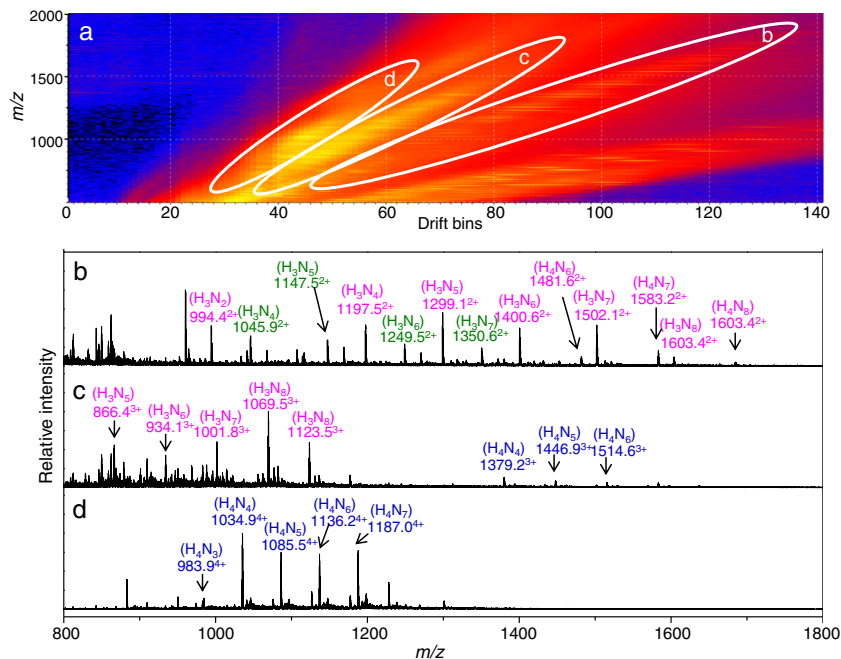 2000
1500
1000
m/z
a
d
c
b
0 20 40 60 80 100 120 140
Drift bins
b
(H₃N₂)
994.4²⁺
(H₃N₄)
1045.9²⁺
(H₃N₅)
1147.5²⁺
(H₃N₄)
1197.5²⁺
(H₃N₆)
1249.5²⁺
(H₃N₅)
1299.1²⁺
(H₃N₇)
1350.6²⁺
(H₃N₆)
1400.6²⁺
(H₄N₆)
1481.6²⁺
(H₃N₇)
1502.1²⁺
(H₄N₇)
1583.2²⁺
(H₃N₈)
1603.4²⁺
(H₄N₈)
1603.4²⁺
Relative intensity
c
(H₃N₅)
866.4³⁺
(H₃N₆)
934.1³⁺
(H₃N₇)
1001.8³⁺
(H₃N₈)
1069.5³⁺
(H₃N₈)
1123.5³⁺
(H₄N₄)
1379.2³⁺
(H₄N₅)
1446.9³⁺
(H₄N₆)
1514.6³⁺
d
(H₄N₃)
983.9⁴⁺
(H₄N₄)
1034.9⁴⁺
(H₄N₅)
1085.5⁴⁺
(H₄N₆)
1136.2⁴⁺
(H₄N₇)
1187.0⁴⁺
800 1000 1200 1400 1600 1800
m/z